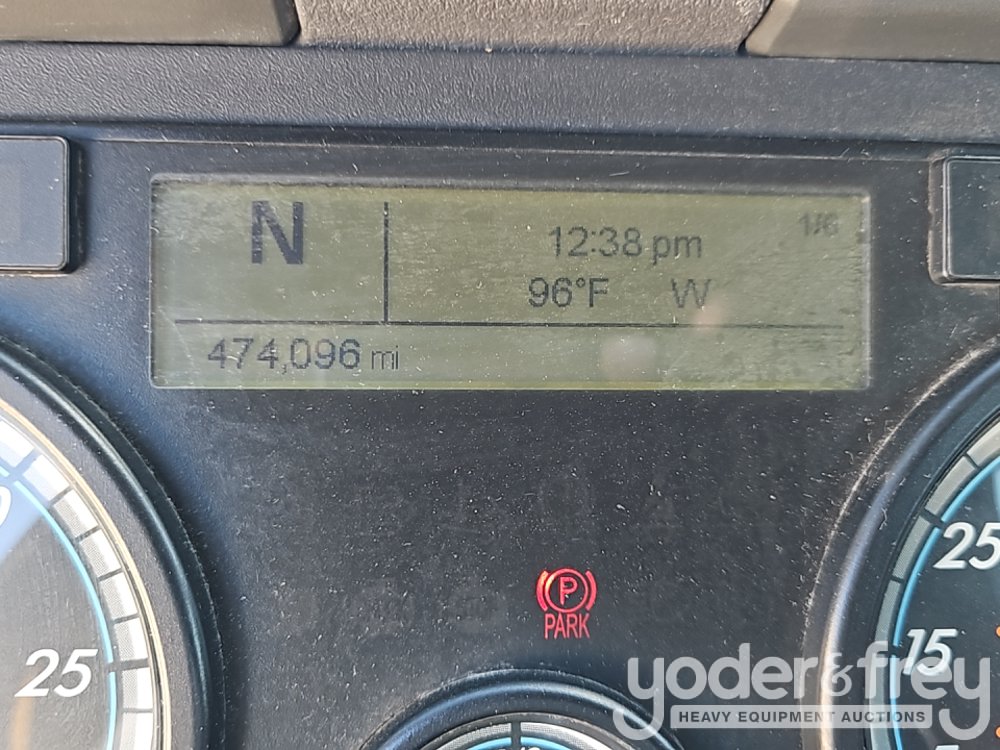 N
12:38 pm
1/6
96°F W
474,096 mi
25
25
15
P
PARK
yoder&frey
HEAVY EQUIPMENT AUCTIONS